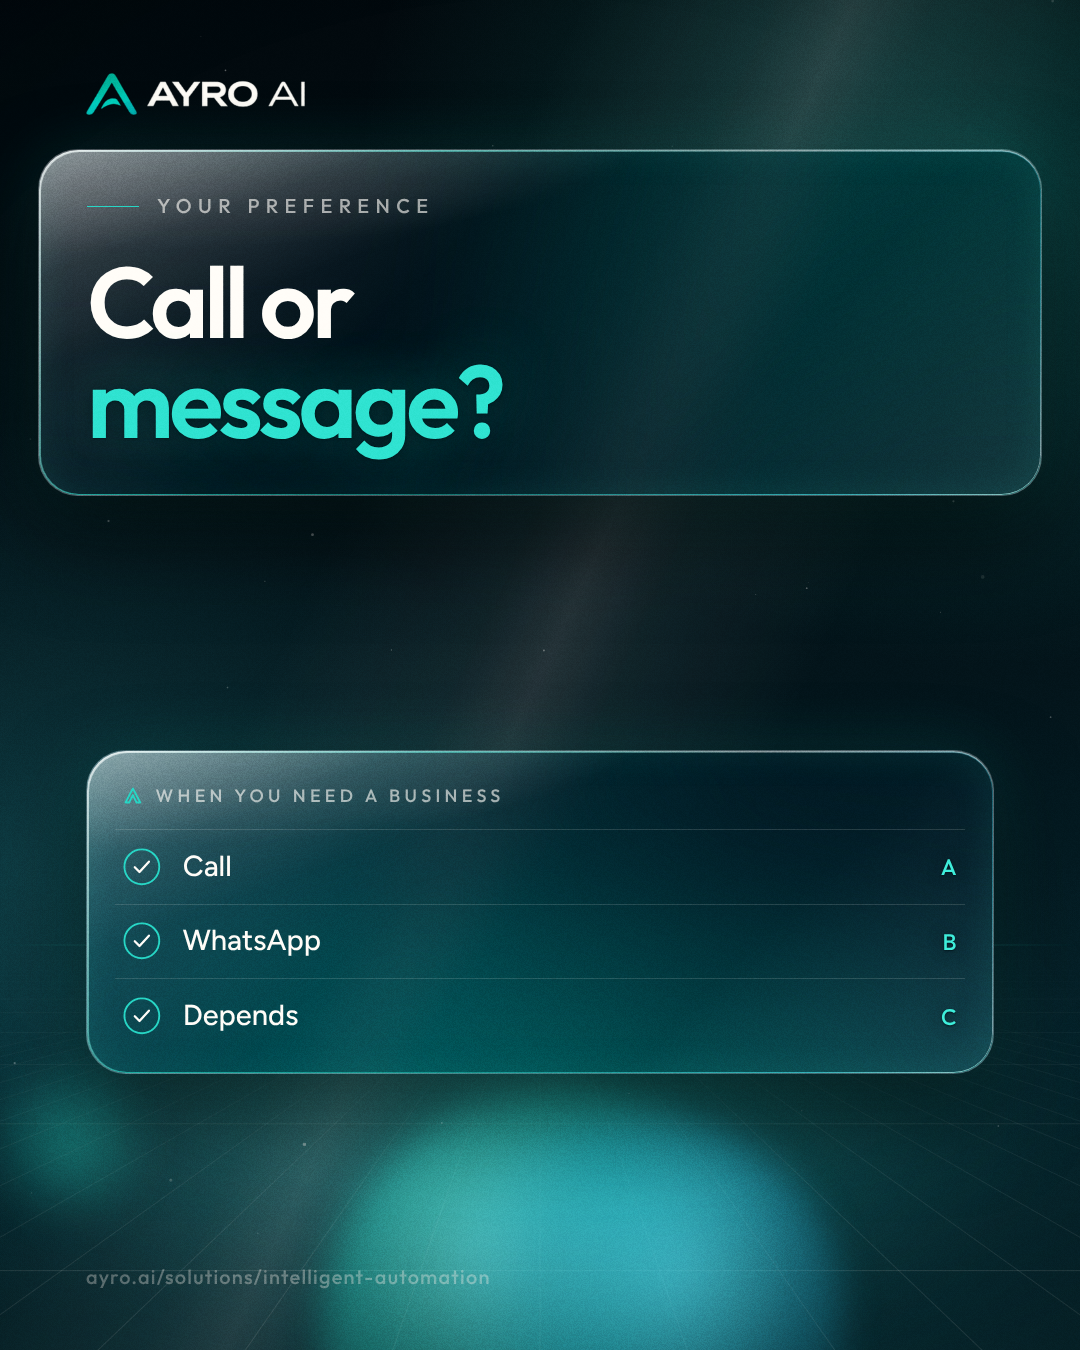 AYRO AI
YOUR PREFERENCE
Call or
message?
WHEN YOU NEED A BUSINESS
Call A
WhatsApp B
Depends C
ayro.ai/solutions/intelligent-automation